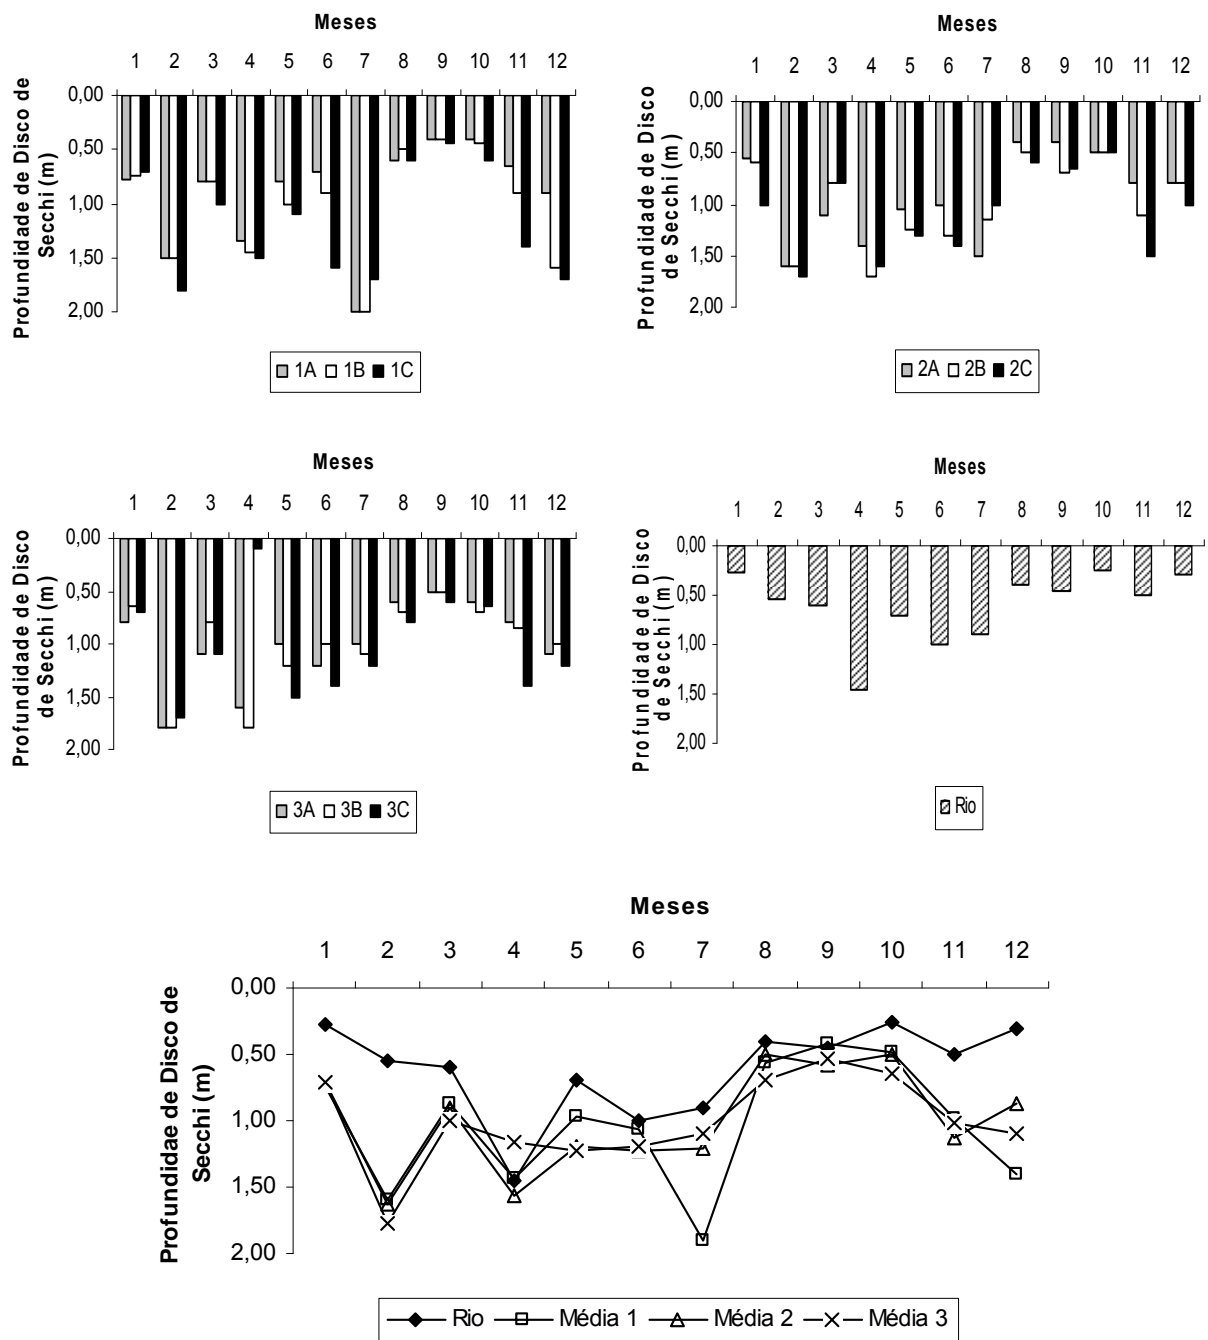 Meses
1 2 3 4 5 6 7 8 9 10 11 12
0,00
0,50
1,00
1,50
2,00
Profundidade de Disco de
Secchi (m)
1A 1B 1C
Meses
1 2 3 4 5 6 7 8 9 10 11 12
0,00
0,50
1,00
1,50
2,00
Profundidade de Disco
de Secchi (m)
2A 2B 2C
Meses
1 2 3 4 5 6 7 8 9 10 11 12
0,00
0,50
1,00
1,50
2,00
Profundidade de Disco
de Secchi (m)
3A 3B 3C
Meses
1 2 3 4 5 6 7 8 9 10 11 12
0,00
0,50
1,00
1,50
2,00
Profundidade de Disco
de Secchi (m)
Rio
Meses
1 2 3 4 5 6 7 8 9 10 11 12
0,00
0,50
1,00
1,50
2,00
Profundidae de Disco de
Secchi (m)
Rio Média 1 Média 2 Média 3